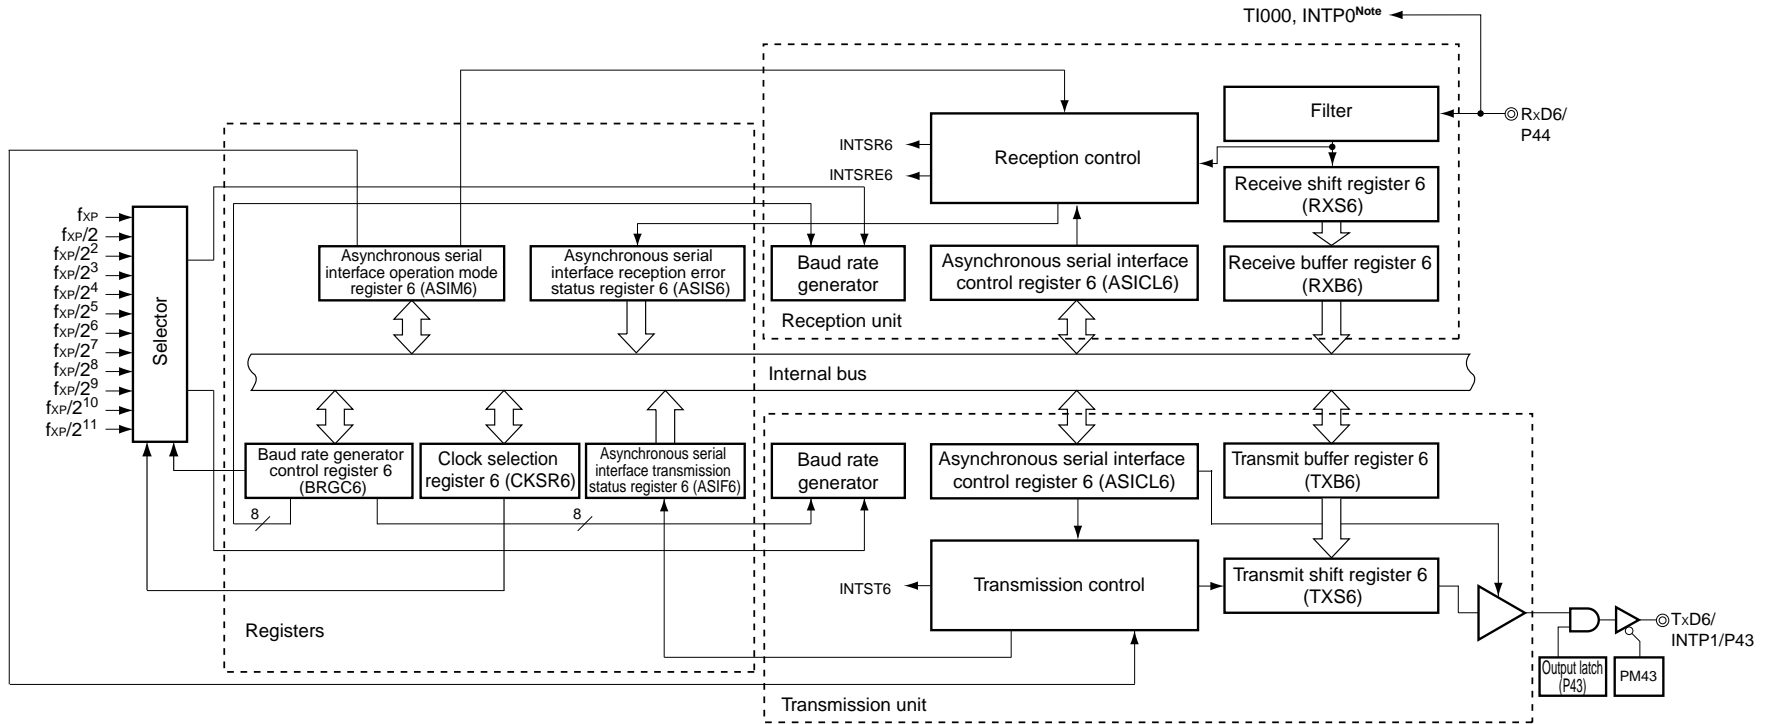 TI000, INTP0Note
Filter
RxD6/
P44
INTSR6
INTSRE6
Reception control
Receive shift register 6
(RXS6)
fXP
fXP/2
fXP/2²
fXP/2³
fXP/2⁴
fXP/2⁵
fXP/2⁶
fXP/2⁷
fXP/2⁸
fXP/2⁹
fXP/2¹⁰
fXP/2¹¹
Selector
Asynchronous serial
interface operation mode
register 6 (ASIM6)
Asynchronous serial
interface reception error
status register 6 (ASIS6)
Baud rate
generator
Asynchronous serial interface
control register 6 (ASICL6)
Receive buffer register 6
(RXB6)
Reception unit
Internal bus
Baud rate generator
control register 6
(BRGC6)
Clock selection
register 6 (CKSR6)
Asynchronous serial
interface transmission
status register 6 (ASIF6)
Baud rate
generator
Asynchronous serial interface
control register 6 (ASICL6)
Transmit buffer register 6
(TXB6)
8
8
INTST6
Transmission control
Transmit shift register 6
(TXS6)
Registers
TxD6/
INTP1/P43
Output latch
(P43)
PM43
Transmission unit